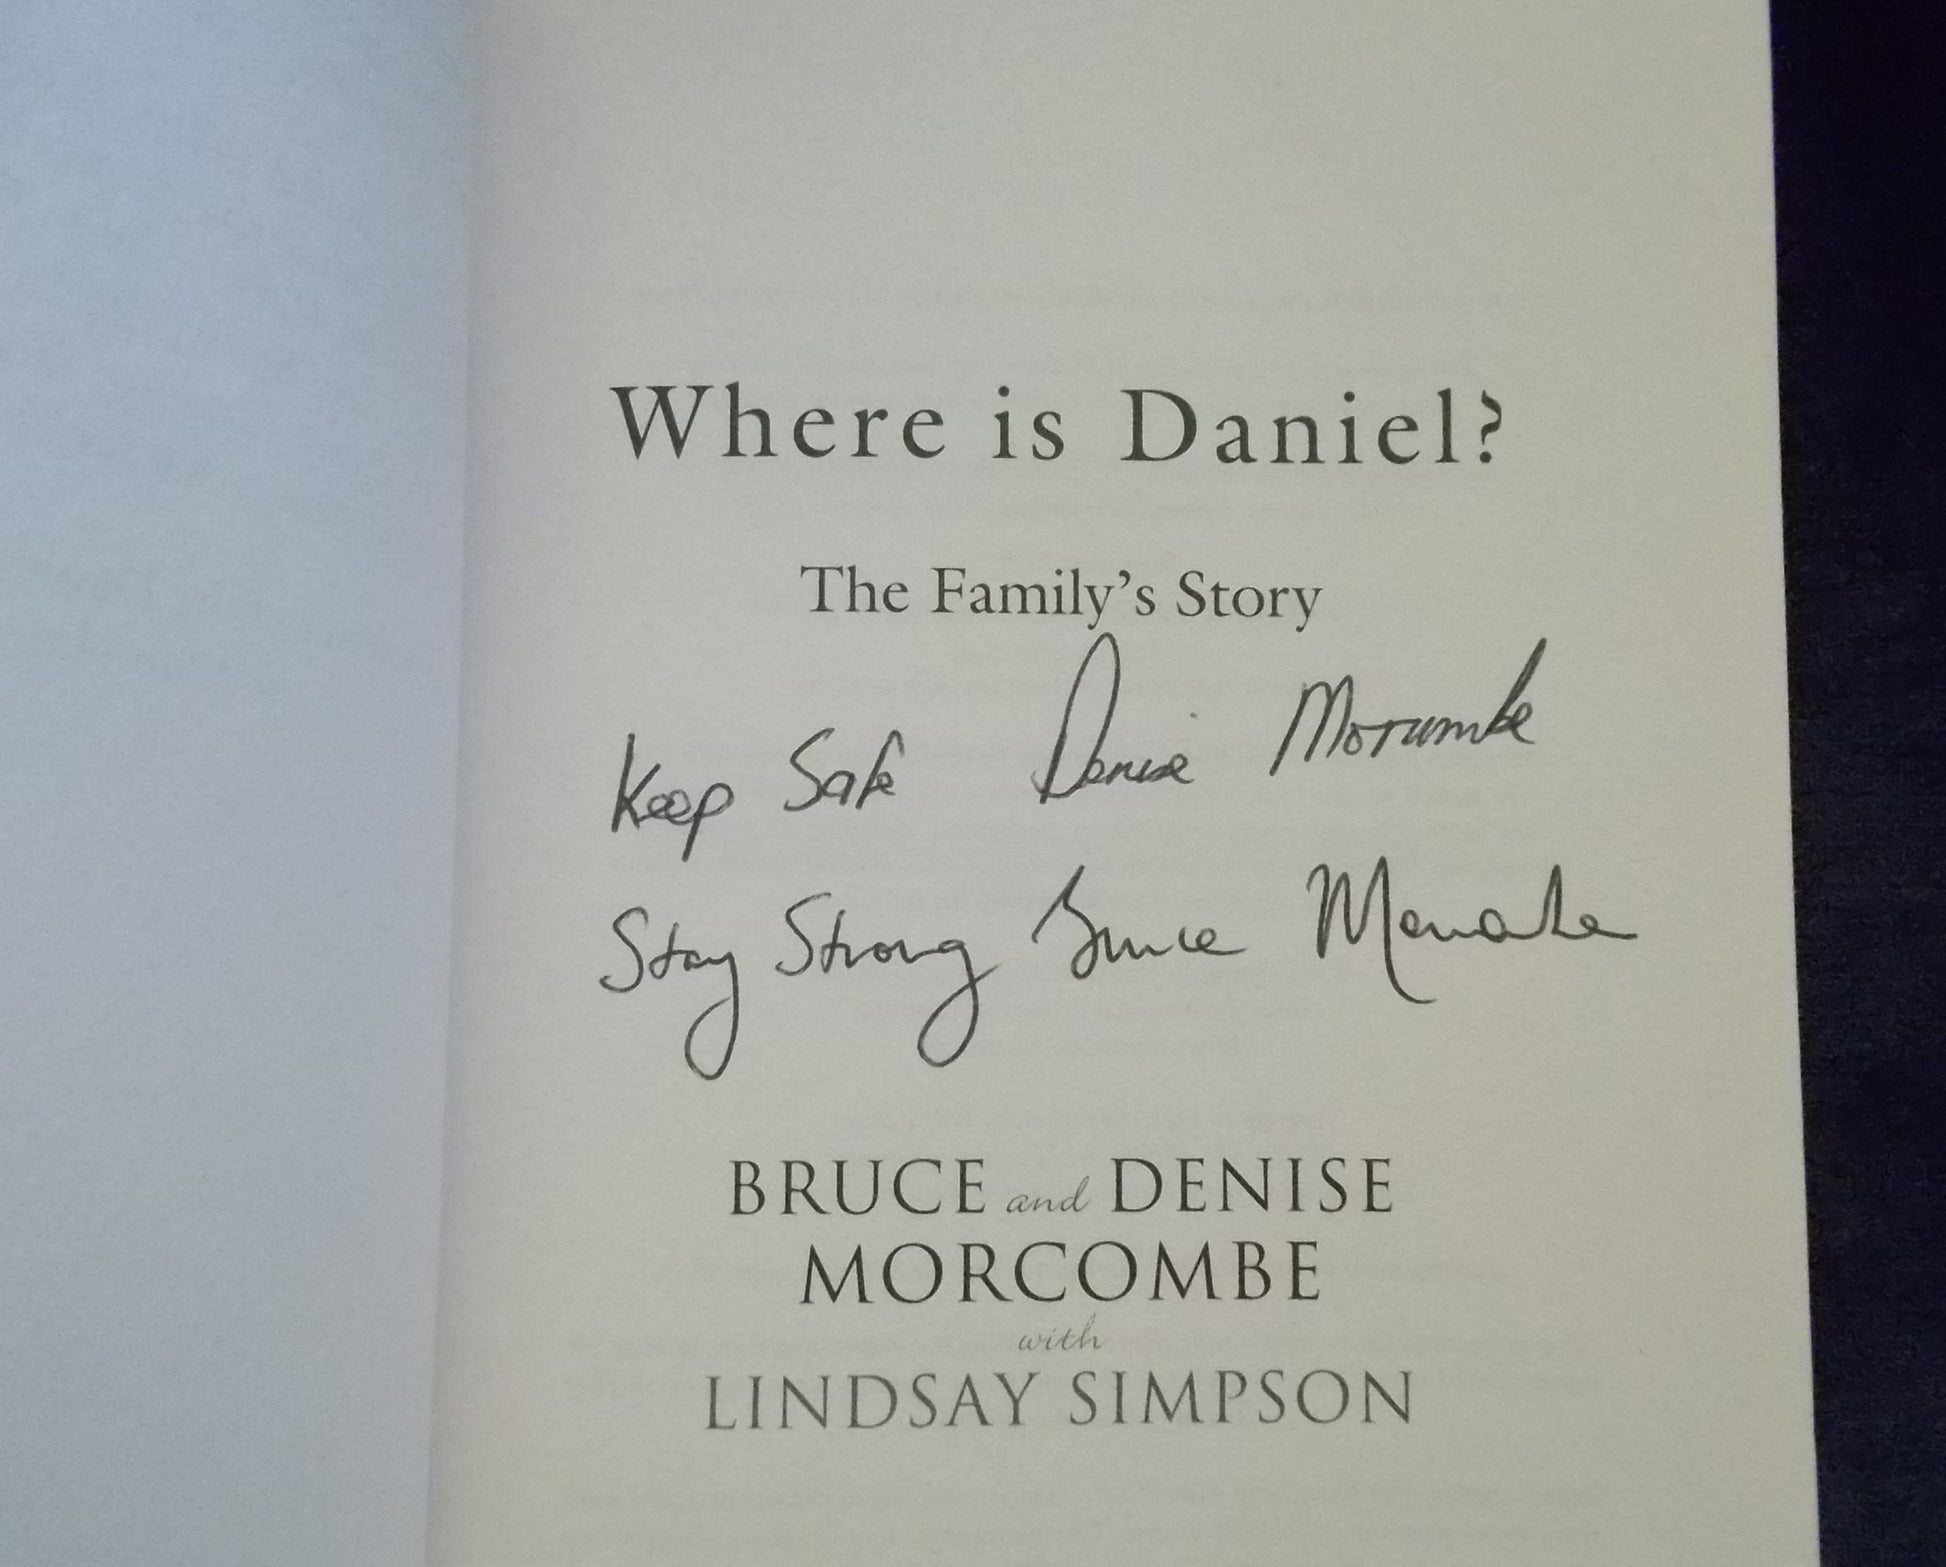 Where is Daniel?
The Family's Story
Keep Safe Denise Morcombe
Stay Strong Bruce Morcombe
BRUCE and DENISE
MORCOMBE
with
LINDSAY SIMPSON